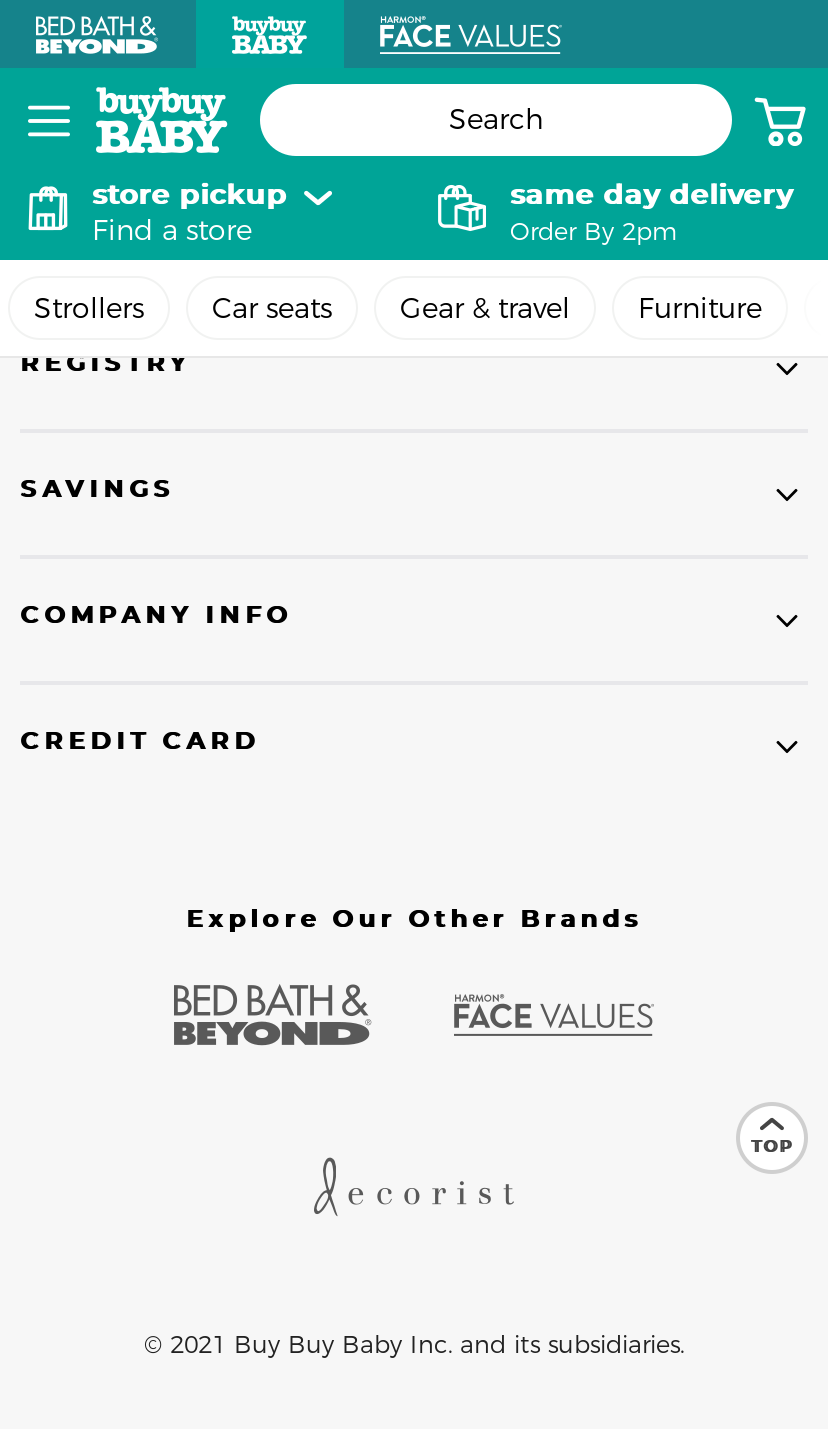 BED BATH &
BEYOND®
buybuy
BABY
HARMON®
FACE VALUES
buybuy
BABY
Search
store pickup
Find a store
same day delivery
Order By 2pm
Strollers
Car seats
Gear & travel
Furniture
REGISTRY
SAVINGS
COMPANY INFO
CREDIT CARD
Explore Our Other Brands
BED BATH &
BEYOND®
HARMON®
FACE VALUES
TOP
decorist
© 2021 Buy Buy Baby Inc. and its subsidiaries.